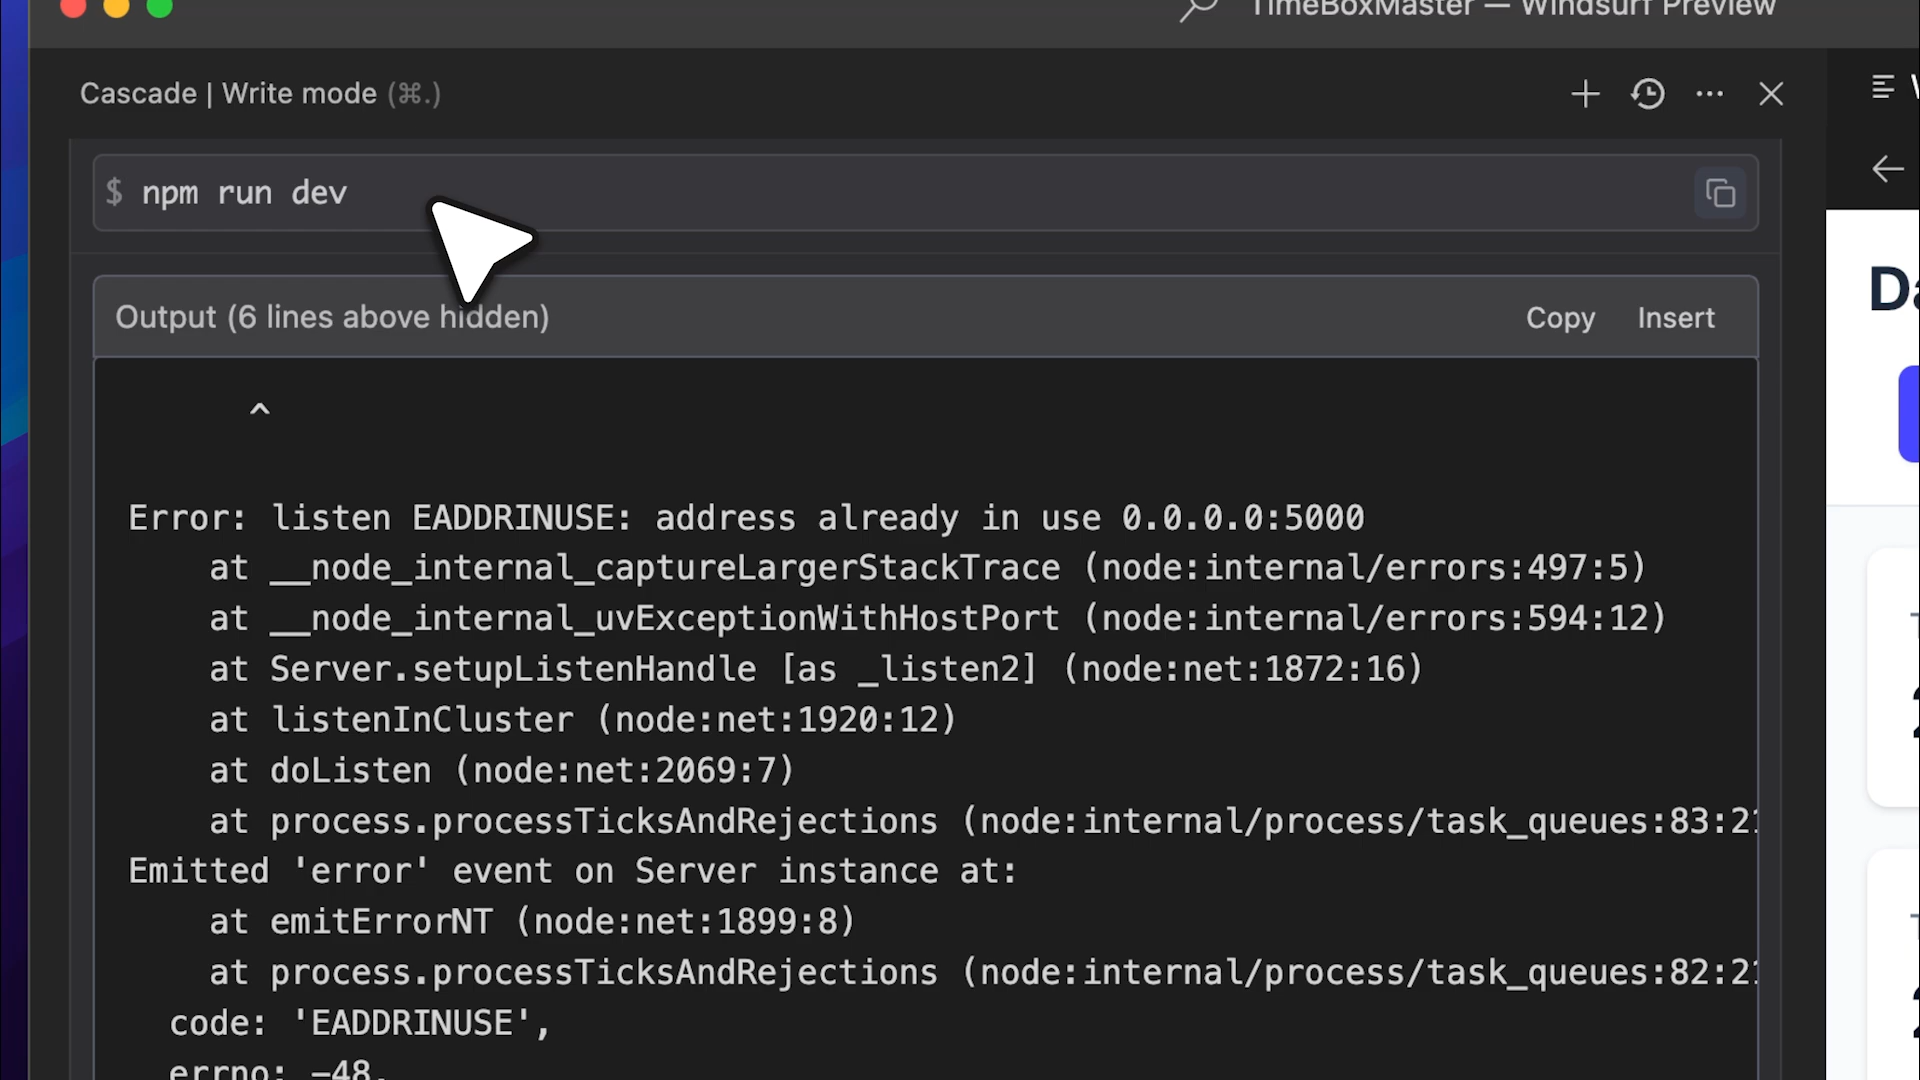 TimeBoxMaster — Windsurf Preview
Cascade | Write mode (⌘.)
$ npm run dev
Output (6 lines above hidden)
Copy Insert
^
Error: listen EADDRINUSE: address already in use 0.0.0.0:5000
at __node_internal_captureLargerStackTrace (node:internal/errors:497:5)
at __node_internal_uvExceptionWithHostPort (node:internal/errors:594:12)
at Server.setupListenHandle [as _listen2] (node:net:1872:16)
at listenInCluster (node:net:1920:12)
at doListen (node:net:2069:7)
at process.processTicksAndRejections (node:internal/process/task_queues:83:21
Emitted 'error' event on Server instance at:
at emitErrorNT (node:net:1899:8)
at process.processTicksAndRejections (node:internal/process/task_queues:82:21
code: 'EADDRINUSE',
errno: -48,